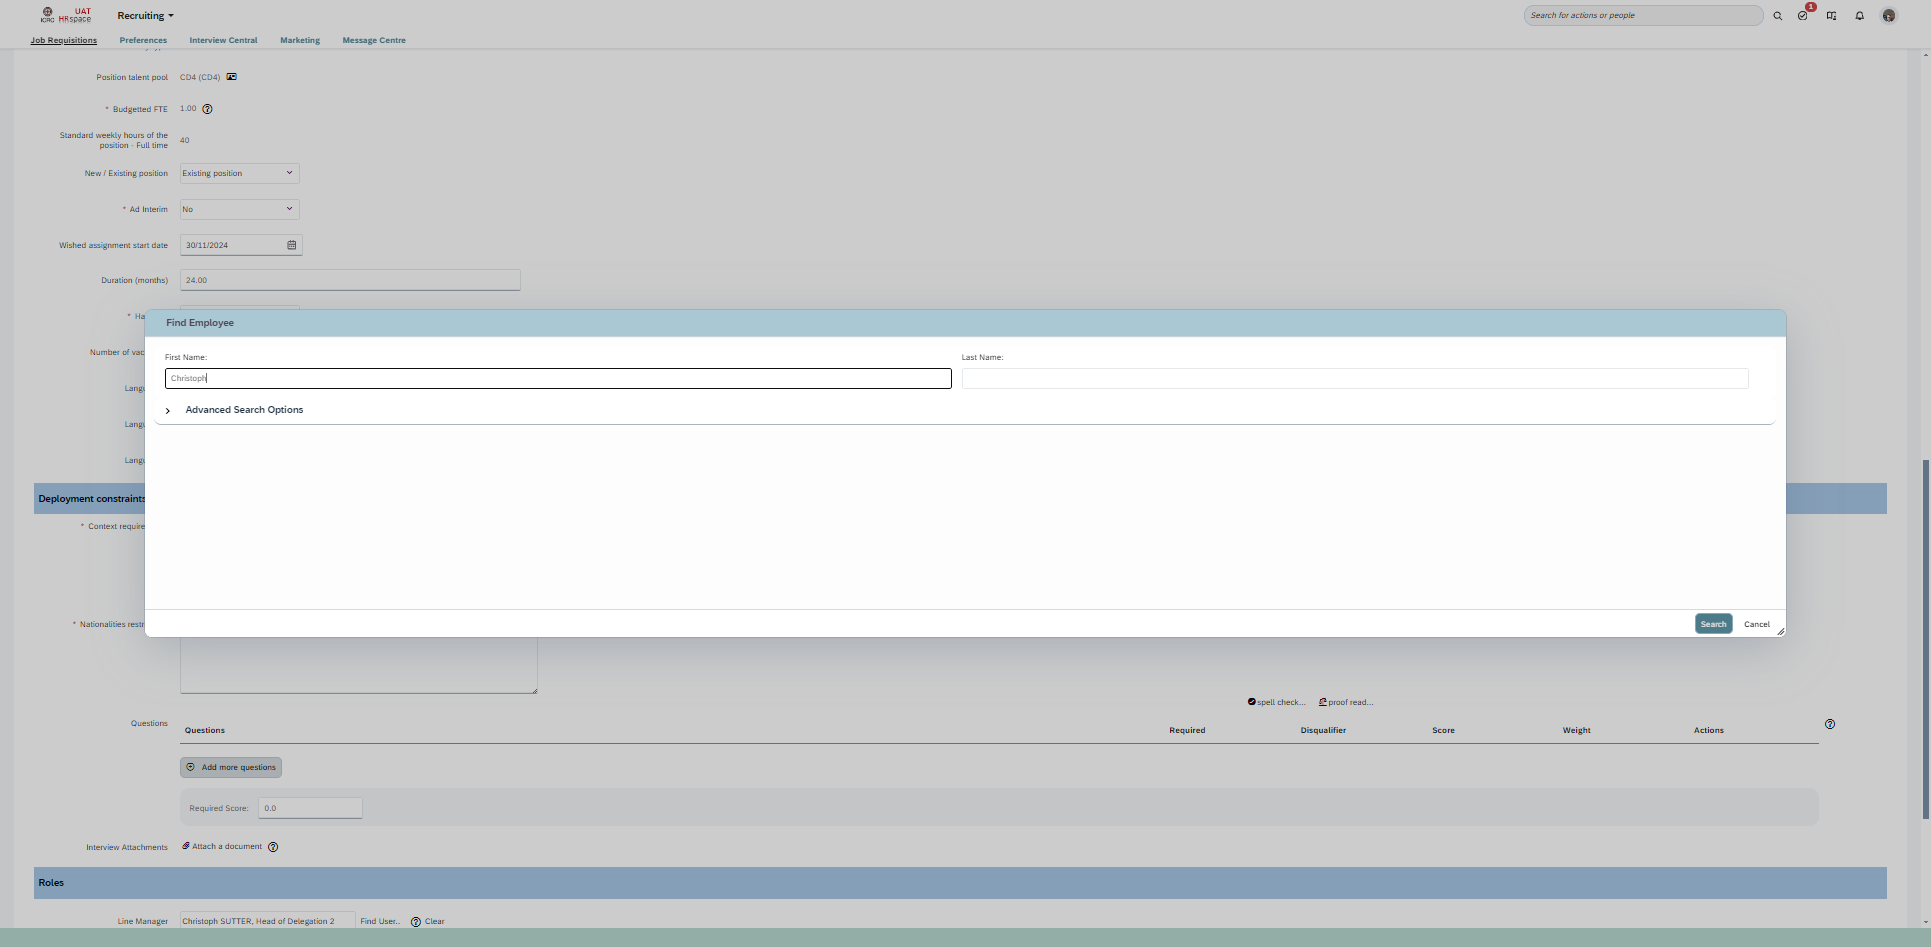 UAT
ICRC HRspace
Recruiting
Search for actions or people
1
Job Requisitions Preferences Interview Central Marketing Message Centre
Position talent pool CD4 (CD4)
* Budgetted FTE 1.00
Standard weekly hours of the position - Full time 40
New / Existing position Existing position
* Ad Interim No
Wished assignment start date 30/11/2024
Duration (months) 24.00
* Ha
Find Employee
Number of vac
First Name: Last Name:
Christoph
Langu
Advanced Search Options
Langu
Langu
Deployment constraints
* Context require
* Nationalities restr
Search Cancel
spell check... proof read...
Questions
Questions Required Disqualifier Score Weight Actions
Add more questions
Required Score: 0.0
Interview Attachments Attach a document
Roles
Line Manager Christoph SUTTER, Head of Delegation 2 Find User.. Clear